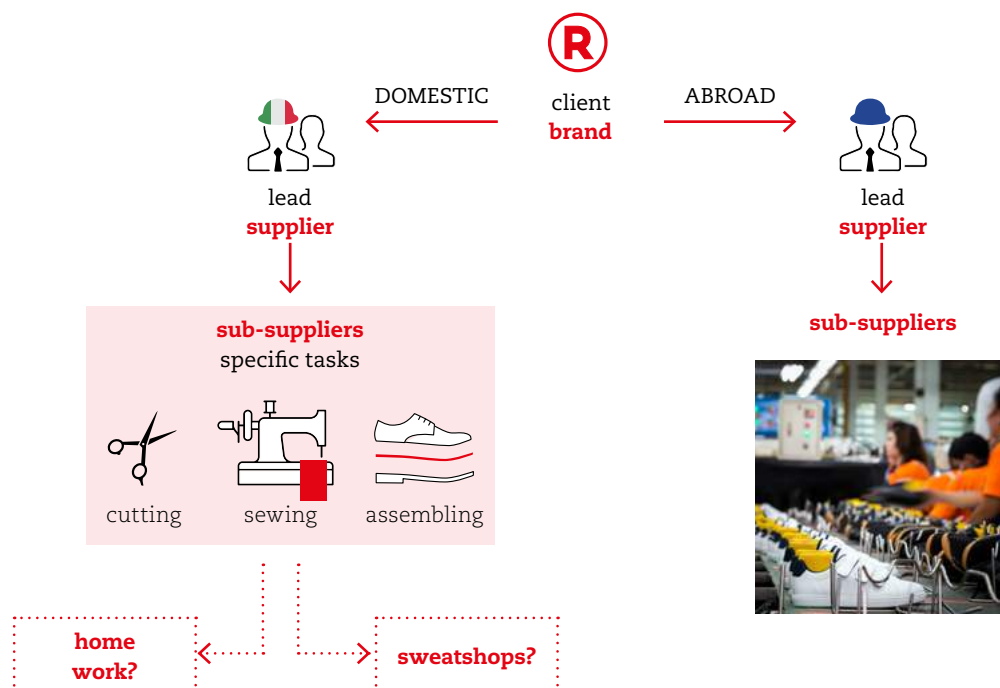 ®
DOMESTIC
client
brand
ABROAD
lead
supplier
lead
supplier
sub-suppliers
specific tasks
cutting
sewing
assembling
sub-suppliers
home
work?
sweatshops?